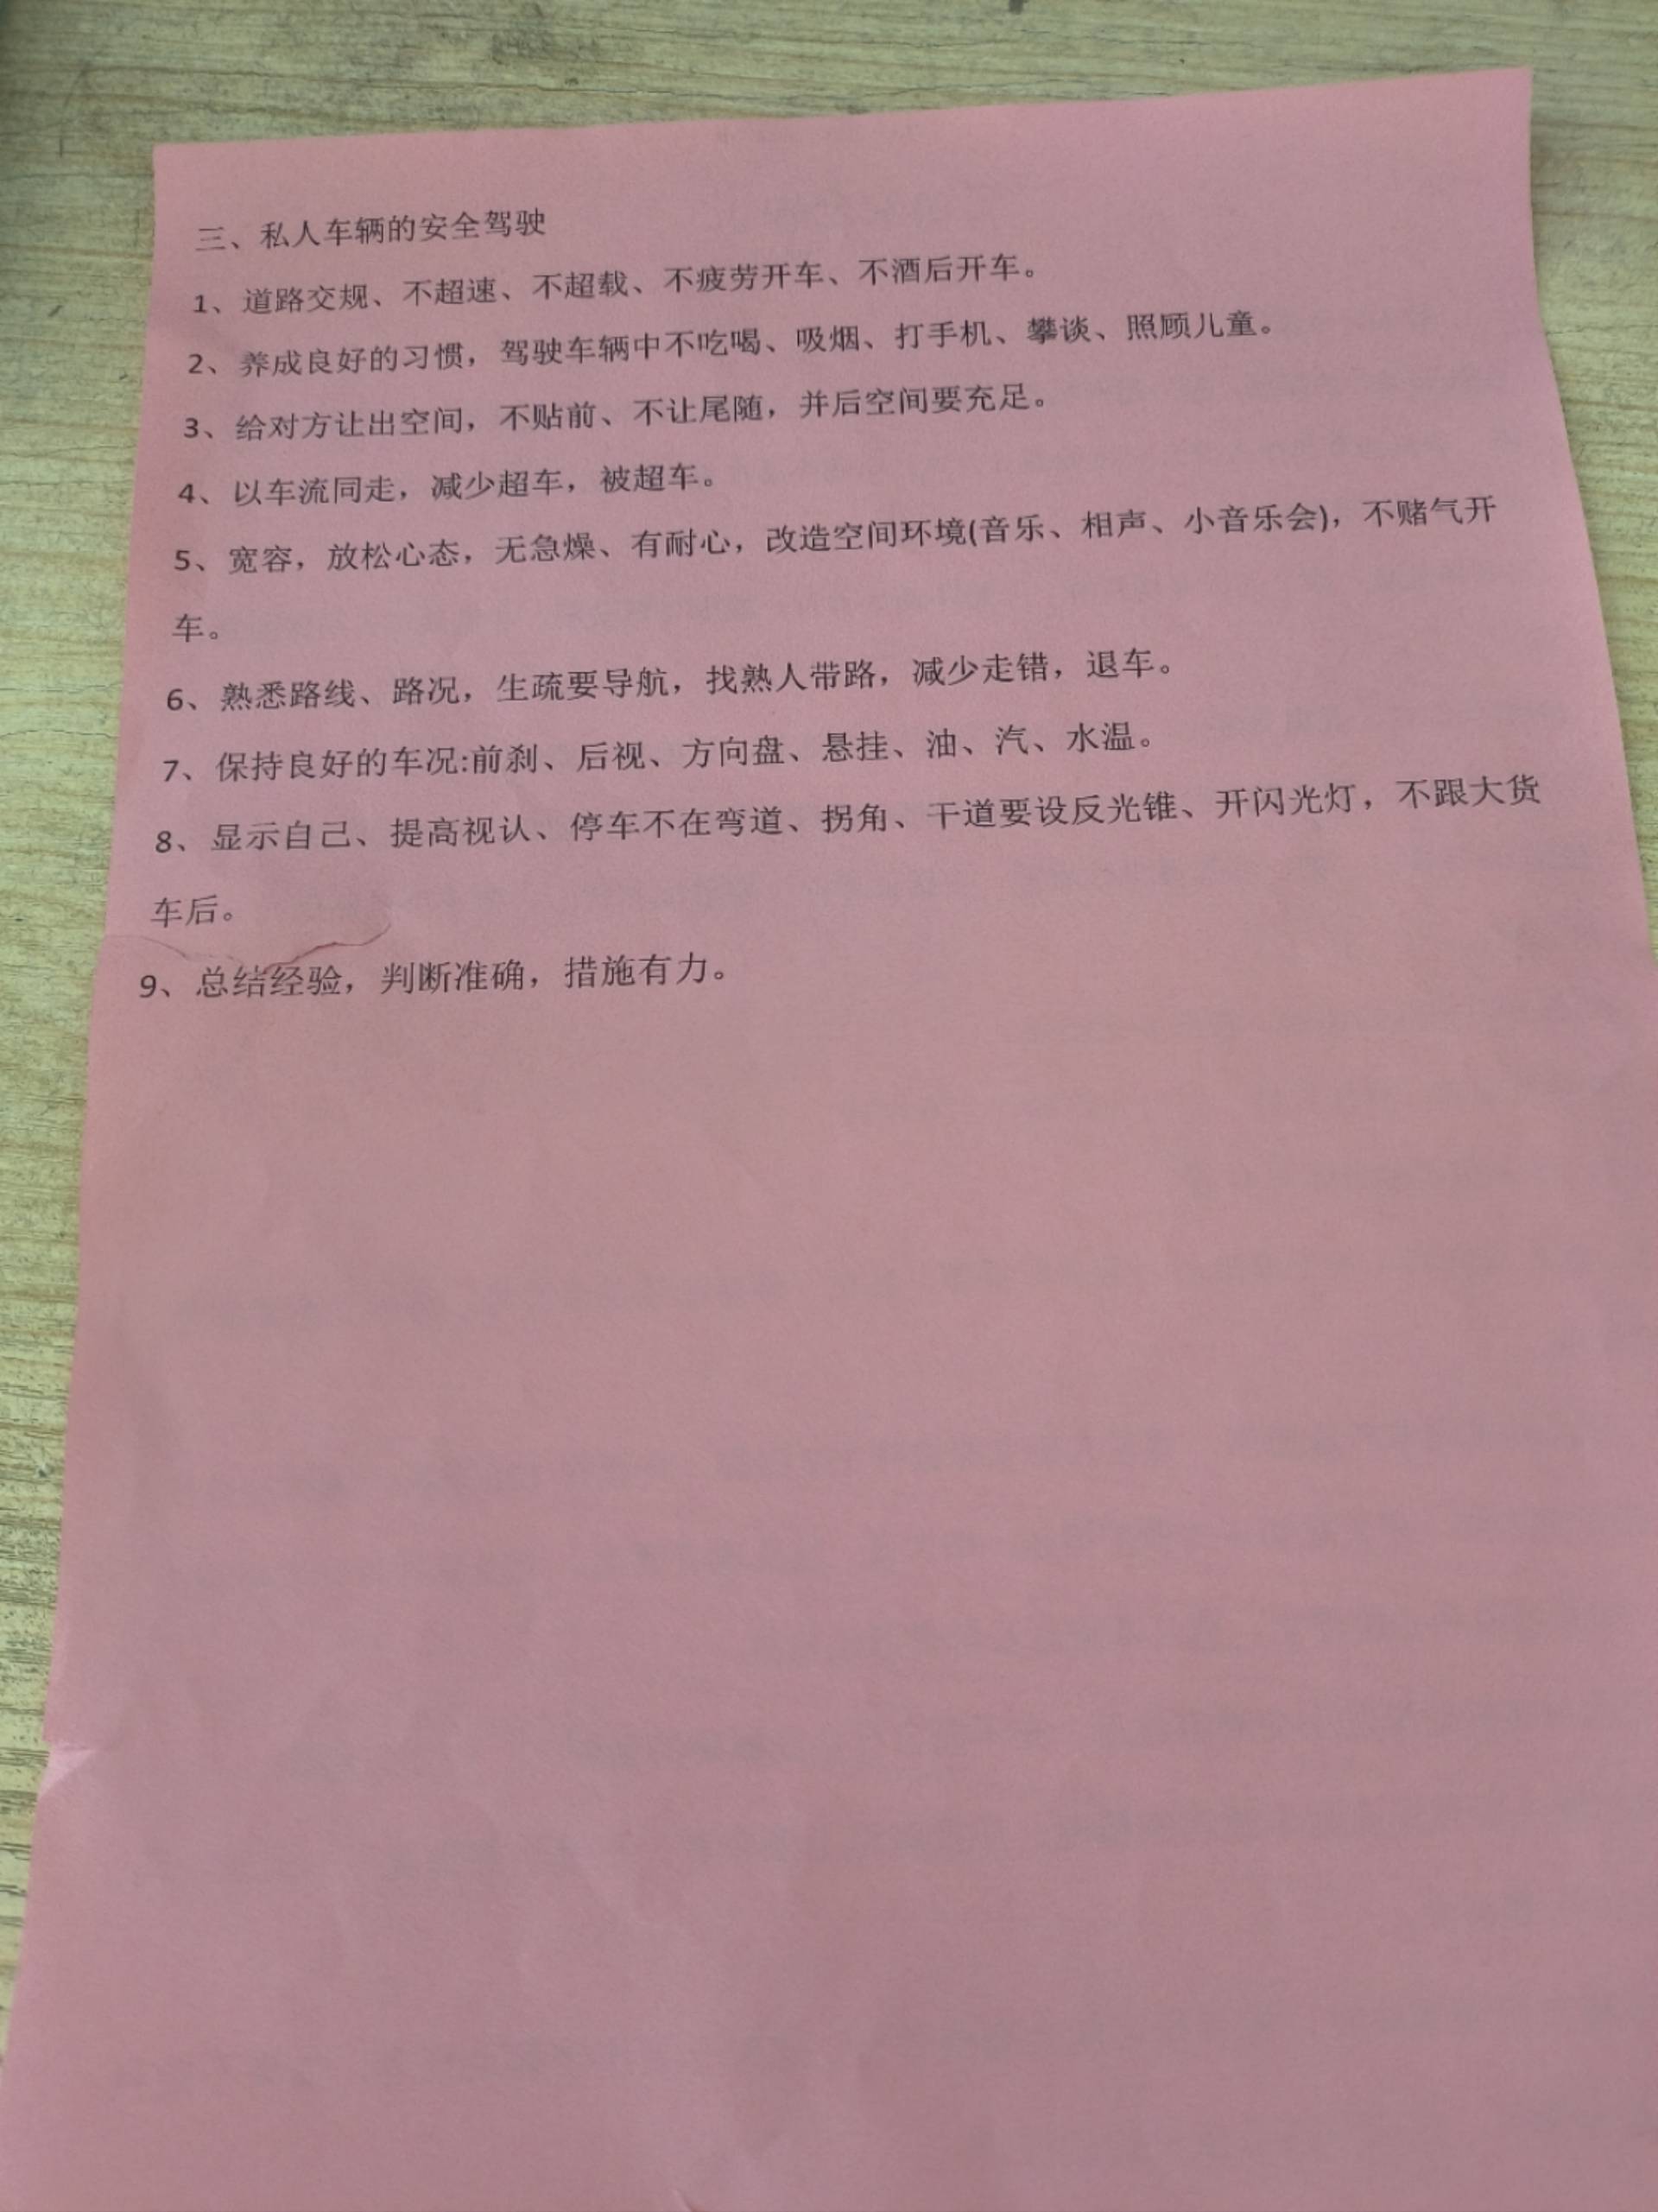 三、私人车辆的安全驾驶
1、道路交规、不超速、不超载、不疲劳开车、不酒后开车。
2、养成良好的习惯，驾驶车辆中不吃喝、吸烟、打手机、攀谈、照顾儿童。
3、给对方让出空间，不贴前、不让尾随，并后空间要充足。
4、以车流同走，减少超车，被超车。
5、宽容，放松心态，无急燥、有耐心，改造空间环境(音乐、相声、小音乐会)，不赌气开
车。
6、熟悉路线、路况，生疏要导航，找熟人带路，减少走错，退车。
7、保持良好的车况:前刹、后视、方向盘、悬挂、油、汽、水温。
8、显示自己、提高视认、停车不在弯道、拐角、干道要设反光锥、开闪光灯，不跟大货
车后。
9、总结经验，判断准确，措施有力。